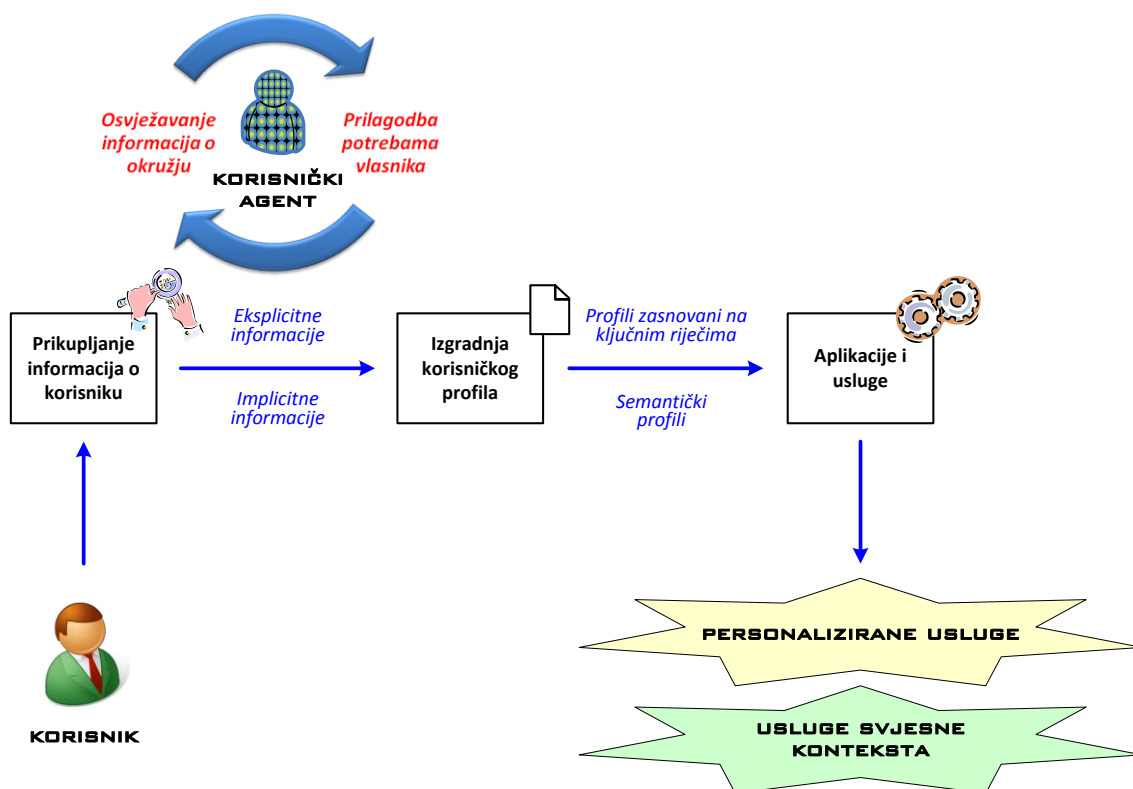 Osvježavanje
informacija o
okružju
Prilagodba
potrebama
vlasnika
KORISNIČKI
AGENT
Prikupljanje
informacija o
korisniku
Eksplicitne
informacije
Implicitne
informacije
Izgradnja
korisničkog
profila
Profili zasnovani na
ključnim riječima
Semantički
profili
Aplikacije i
usluge
KORISNIK
PERSONALIZIRANE USLUGE
USLUGE SVJESNE
KONTEKSTA